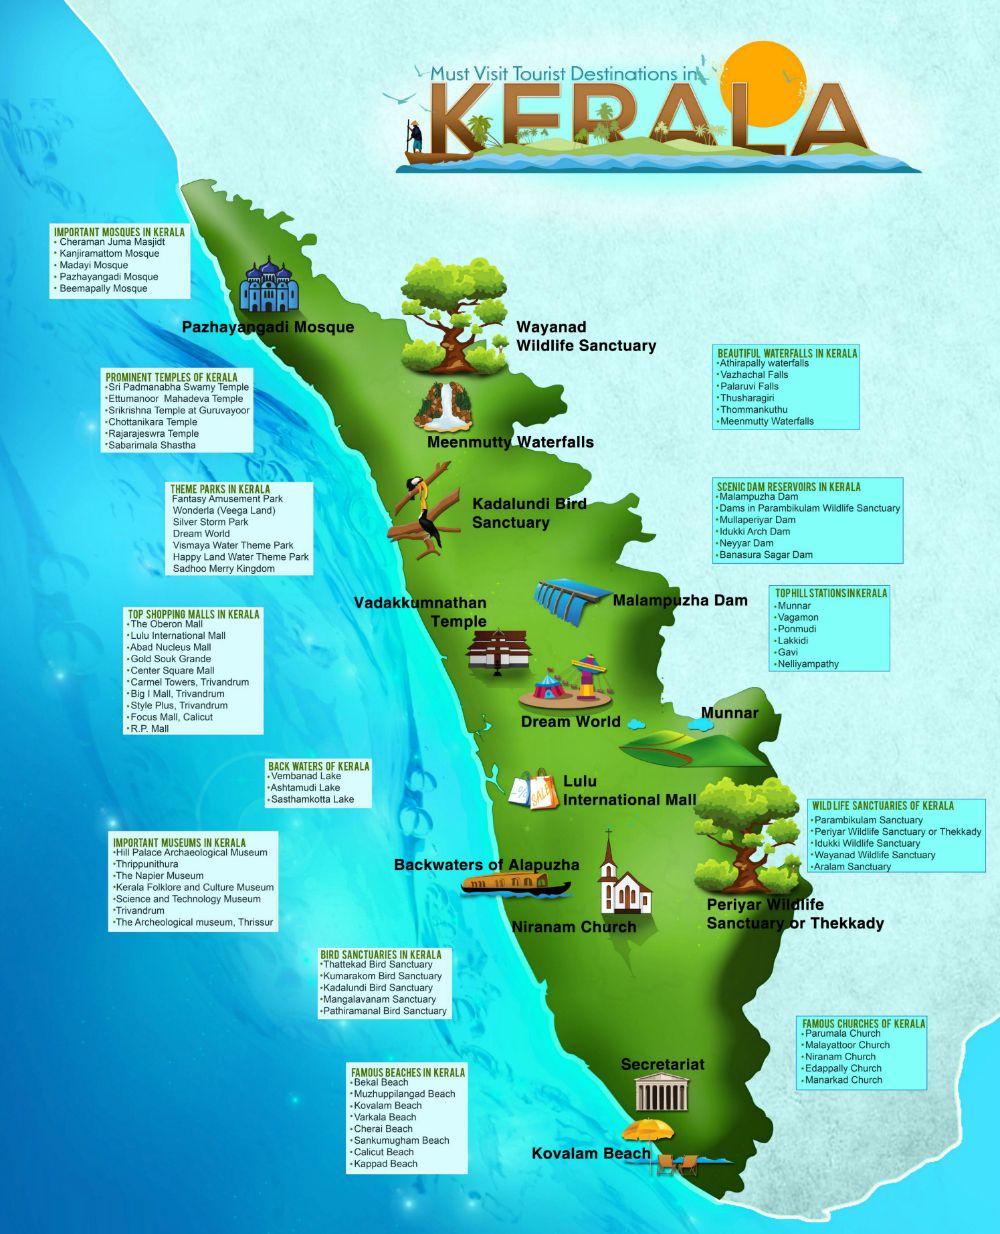 Must Visit Tourist Destinations in
KERALA
IMPORTANT MOSQUES IN KERALA
• Cheraman Juma Masjidt
• Kanjiramattom Mosque
• Madayi Mosque
• Pazhayangadi Mosque
• Beemapally Mosque
Pazhayangadi Mosque
Wayanad
Wildlife Sanctuary
BEAUTIFUL WATERFALLS IN KERALA
•Athirapally waterfalls
•Vazhachal Falls
•Palaruvi Falls
•Thusharagiri
•Thommankuthu
•Meenmutty Waterfalls
PROMINENT TEMPLES OF KERALA
•Sri Padmanabha Swamy Temple
•Ettumanoor Mahadeva Temple
•Srikrishna Temple at Guruvayoor
•Chottanikara Temple
•Rajarajeswra Temple
•Sabarimala Shastha
Meenmutty Waterfalls
THEME PARKS IN KERALA
Fantasy Amusement Park
Wonderla (Veega Land)
Silver Storm Park
Dream World
Vismaya Water Theme Park
Happy Land Water Theme Park
Sadhoo Merry Kingdom
Kadalundi Bird
Sanctuary
SCENIC DAM RESERVOIRS IN KERALA
•Malampuzha Dam
•Dams in Parambikulam Wildlife Sanctuary
•Mullaperiyar Dam
•Idukki Arch Dam
•Neyyar Dam
•Banasura Sagar Dam
Vadakkumnathan
Temple
Malampuzha Dam
TOP HILL STATIONS IN KERALA
•Munnar
•Vagamon
•Ponmudi
•Lakkidi
•Gavi
•Nelliyampathy
TOP SHOPPING MALLS IN KERALA
•The Oberon Mall
•Lulu International Mall
•Abad Nucleus Mall
•Gold Souk Grande
•Center Square Mall
•Carmel Towers, Trivandrum
•Big I Mall, Trivandrum
•Style Plus, Trivandrum
•Focus Mall, Calicut
•R.P. Mall
Dream World
Munnar
BACK WATERS OF KERALA
•Vembanad Lake
•Ashtamudi Lake
•Sasthamkotta Lake
-%
SALE
Lulu
International Mall
WILD LIFE SANCTUARIES OF KERALA
•Parambikulam Sanctuary
•Periyar Wildlife Sanctuary or Thekkady
•Idukki Wildlife Sanctuary
•Wayanad Wildlife Sanctuary
•Aralam Sanctuary
IMPORTANT MUSEUMS IN KERALA
•Hill Palace Archaeological Museum
•Thrippunithura
•The Napier Museum
•Kerala Folklore and Culture Museum
•Science and Technology Museum
•Trivandrum
•The Archeological museum, Thrissur
Backwaters of Alapuzha
Niranam Church
Periyar Wildlife
Sanctuary or Thekkady
BIRD SANCTUARIES IN KERALA
•Thattekad Bird Sanctuary
•Kumarakom Bird Sanctuary
•Kadalundi Bird Sanctuary
•Mangalavanam Sanctuary
•Pathiramanal Bird Sanctuary
FAMOUS CHURCHES OF KERALA
•Parumala Church
•Malayattoor Church
•Niranam Church
•Edappally Church
•Manarkad Church
FAMOUS BEACHES IN KERALA
•Bekal Beach
•Muzhuppilangad Beach
•Kovalam Beach
•Varkala Beach
•Cherai Beach
•Sankumugham Beach
•Calicut Beach
•Kappad Beach
Secretariat
Kovalam Beach